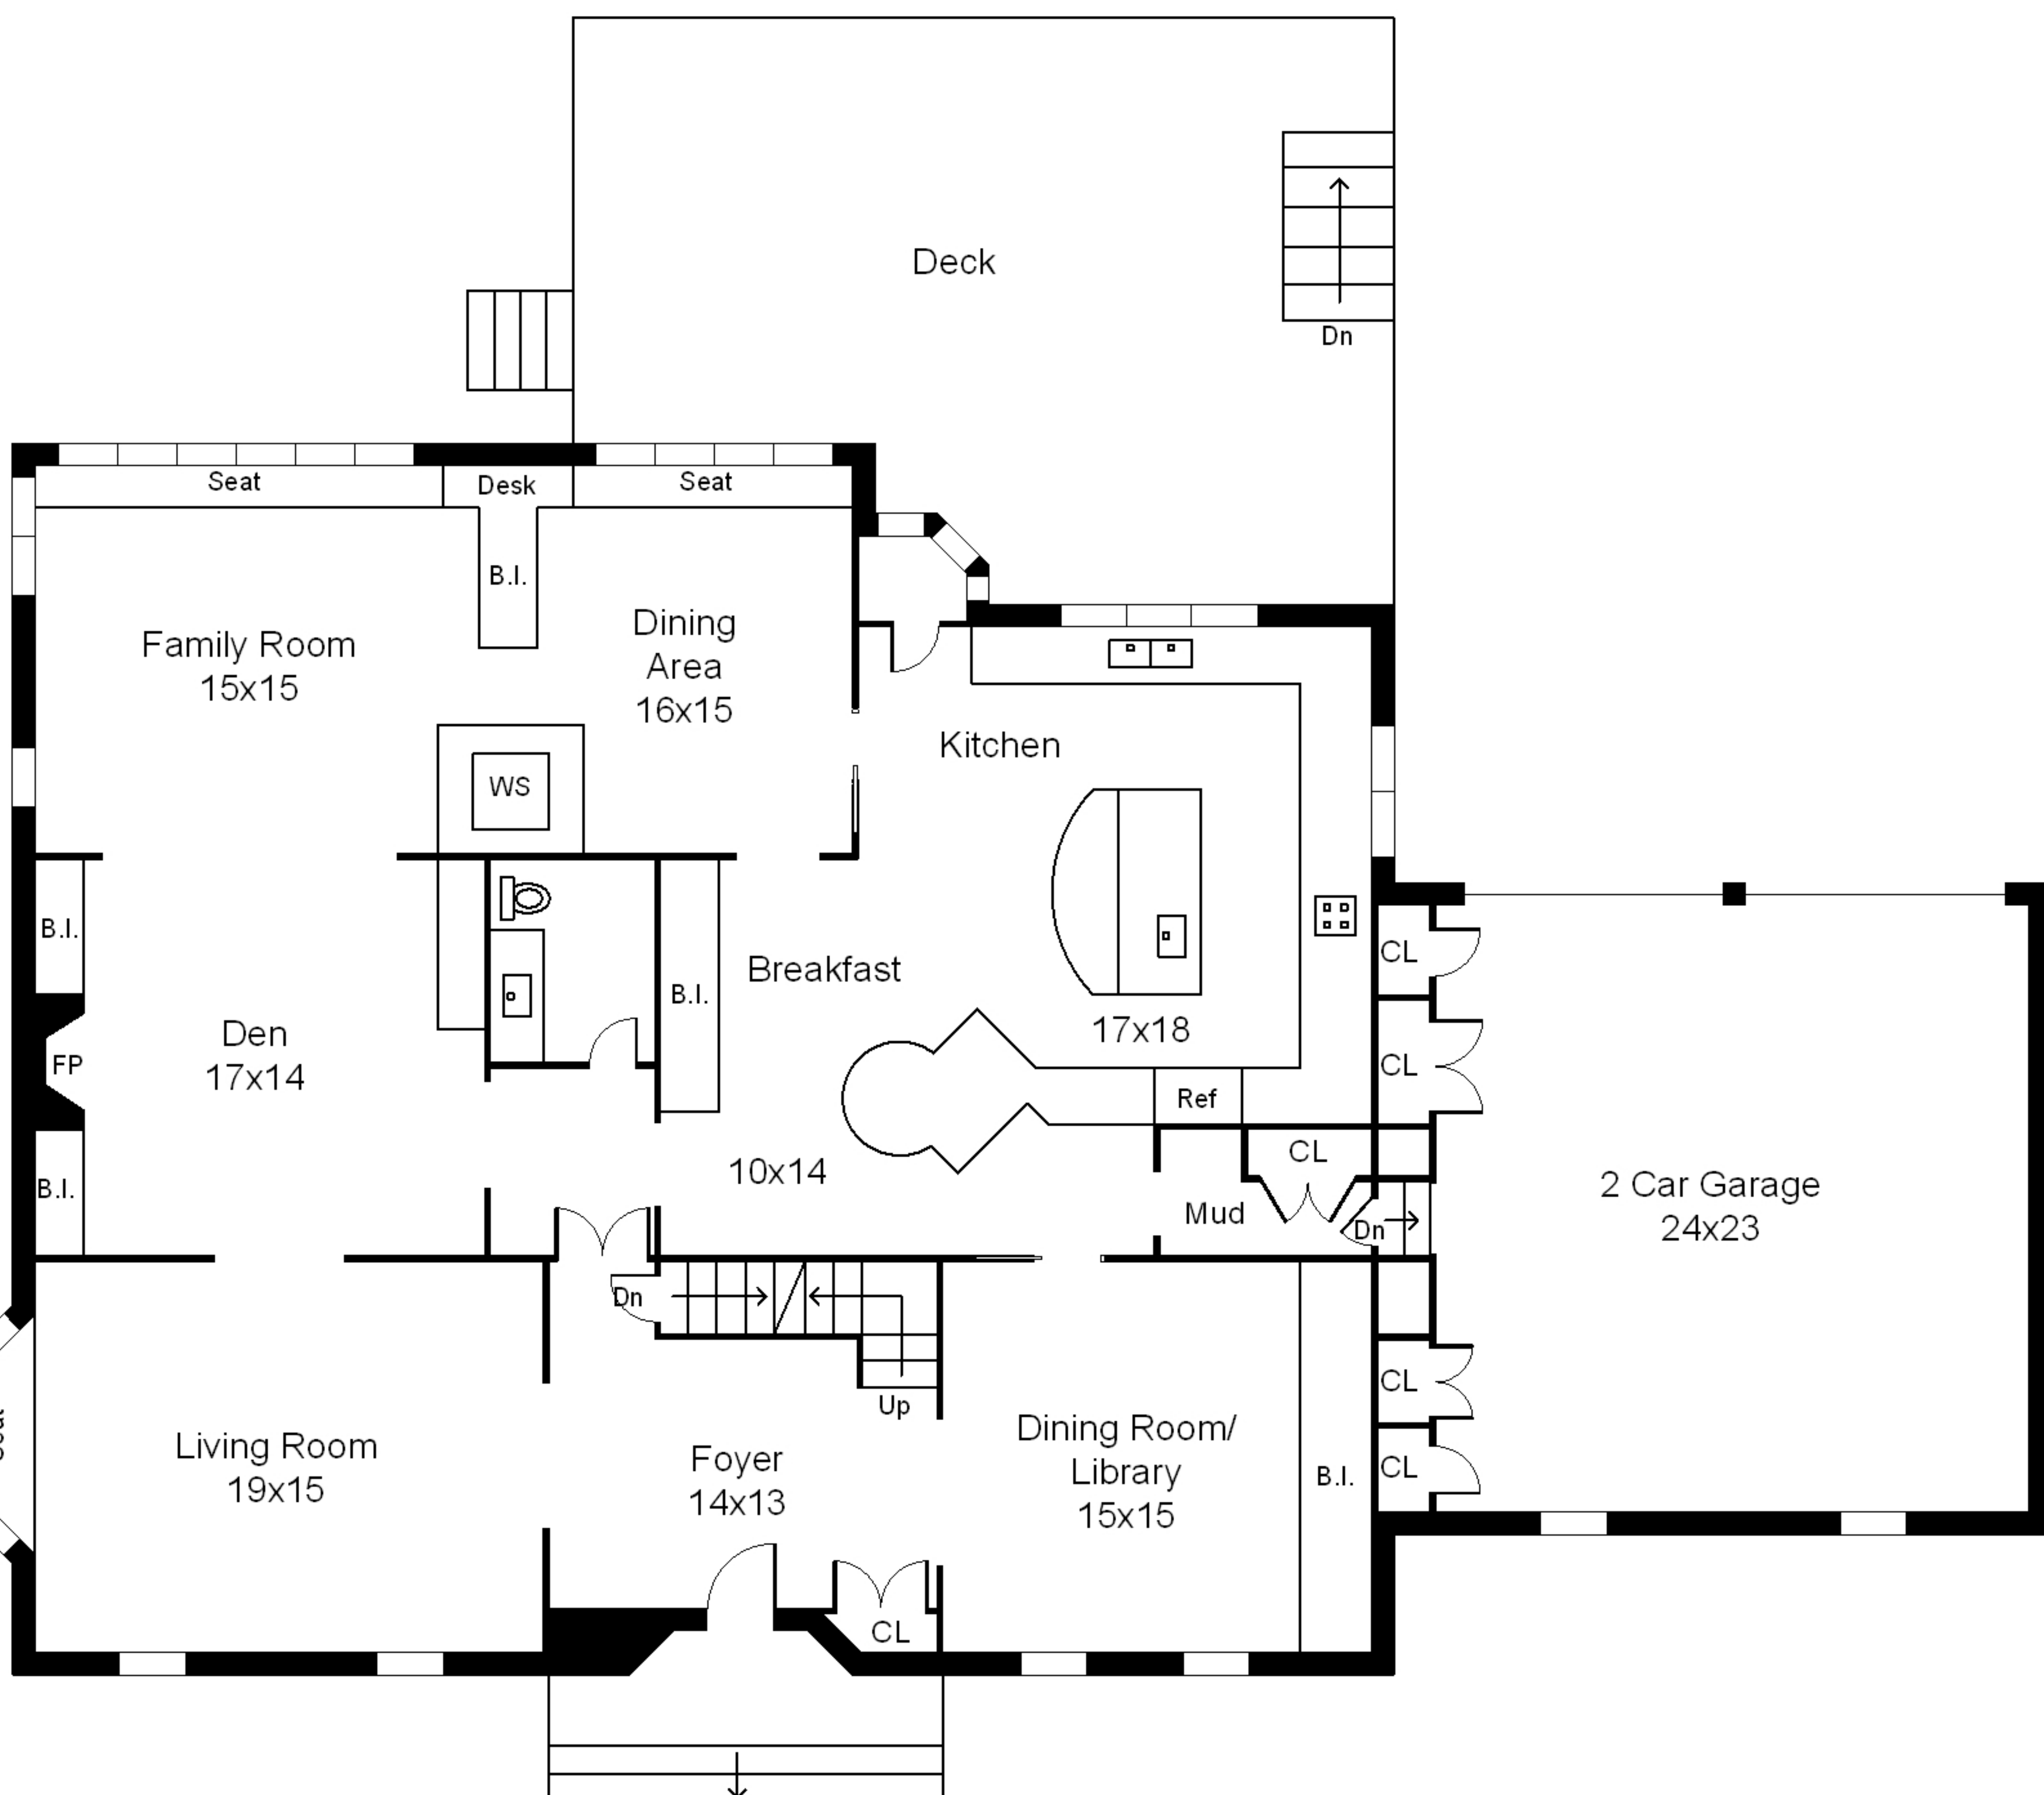 Deck
Dn
Seat
Desk
Seat
B.I.
Family Room
15x15
Dining
Area
16x15
Kitchen
WS
B.I.
CL
Breakfast
B.I.
17x18
Den
17x14
FP
CL
Ref
B.I.
10x14
CL
Mud
Dn
2 Car Garage
24x23
Dn
Up
CL
Living Room
19x15
Foyer
14x13
Dining Room/
Library
15x15
B.I.
CL
CL